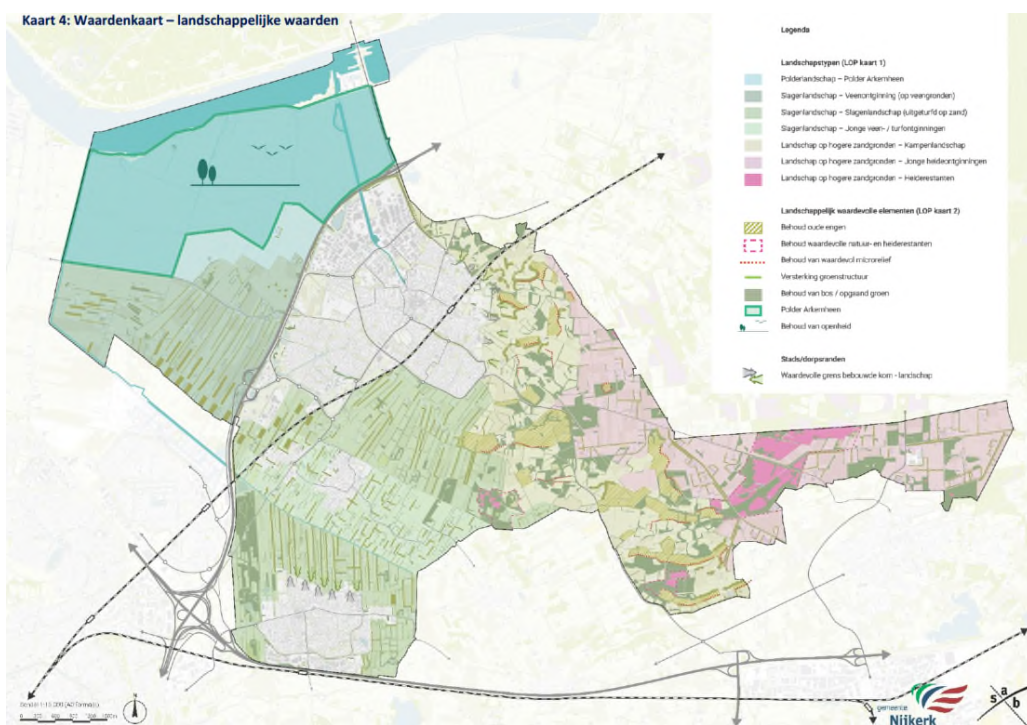 Kaart 4: Waardenkaart – landschappelijke waarden
Legenda
Landschapstypen (LOP kaart 1)
Polderlandschap – Polder Arkemheen
Slagenlandschap – Veenontginning (op veengronden)
Slagenlandschap – Slagenlandschap (uitgeturfd op zand)
Slagenlandschap – Jonge veen- / turfontginningen
Landschap op hogere zandgronden – Kampenlandschap
Landschap op hogere zandgronden – Jonge heideontginningen
Landschap op hogere zandgronden – Heiderestanten
Landschappelijk waardevolle elementen (LOP kaart 2)
Behoud oude engen
Behoud waardevolle natuur- en heiderestanten
Behoud van waardevol microreliëf
Versterking groenstructuur
Behoud van bos / opgaand groen
Polder Arkemheen
Behoud van openheid
Stads/dorpsranden
Waardevolle grens bebouwde kom - landschap
N
gemeente
Nijkerk
s a b